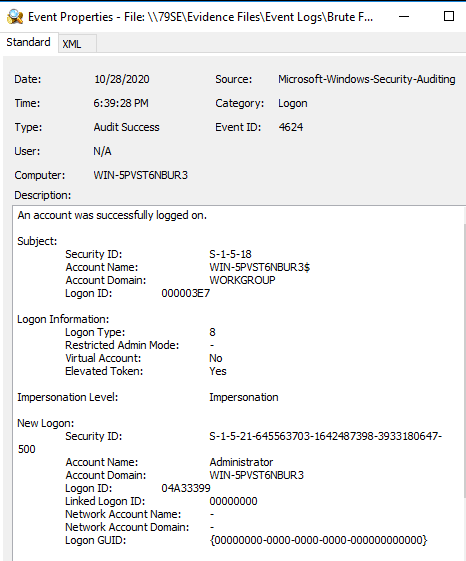 Event Properties - File: \\79SE\Evidence Files\Event Logs\Brute F...
Standard XML
Date: 10/28/2020 Source: Microsoft-Windows-Security-Auditing
Time: 6:39:28 PM Category: Logon
Type: Audit Success Event ID: 4624
User: N/A
Computer: WIN-5PVST6NBUR3
Description:
An account was successfully logged on.
Subject:
Security ID: S-1-5-18
Account Name: WIN-5PVST6NBUR3$
Account Domain: WORKGROUP
Logon ID: 000003E7
Logon Information:
Logon Type: 8
Restricted Admin Mode: -
Virtual Account: No
Elevated Token: Yes
Impersonation Level: Impersonation
New Logon:
Security ID: S-1-5-21-645563703-1642487398-3933180647-
500
Account Name: Administrator
Account Domain: WIN-5PVST6NBUR3
Logon ID: 04A33399
Linked Logon ID: 00000000
Network Account Name: -
Network Account Domain: -
Logon GUID: {00000000-0000-0000-0000-000000000000}